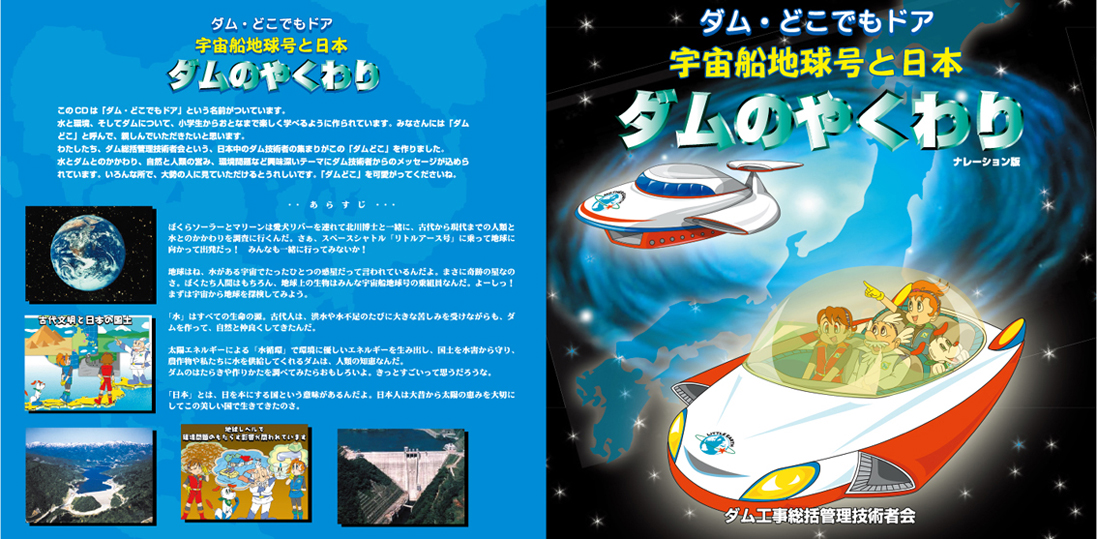 ダム・どこでもドア
宇宙船地球号と日本
ダムのやくわり
このCDは「ダム・どこでもドア」という名前がついています。
水と環境、そしてダムについて、小学生からおとなまで楽しく学べるように作られています。みなさんには「ダム
どこ」と呼んで、親しんでいただきたいと思います。
わたしたち、ダム総括管理技術者会という、日本中のダム技術者の集まりがこの「ダムどこ」を作りました。
水とダムとのかかわり、自然と人類の営み、環境問題など興味深いテーマにダム技術者からのメッセージが込めら
れています。いろんな所で、大勢の人に見ていただけるとうれしいです。「ダムどこ」を可愛がってくださいね。
・・ あらすじ ・・・
ぼくらソーラーとマリーンは愛犬リバーを連れて北川博士と一緒に、古代から現代までの人類と
水とのかかわりを調査に行くんだ。さぁ、スペースシャトル「リトルアース号」に乗って地球に
向かって出発だっ！ みんなも一緒に行ってみないか！
地球はね、水がある宇宙でたったひとつの惑星だって言われているんだよ。まさに奇跡の星なの
さ。ぼくたち人間はもちろん、地球上の生物はみんな宇宙船地球号の乗組員なんだ。よーしっ！
まずは宇宙から地球を探検してみよう。
「水」はすべての生命の源。古代人は、洪水や水不足のたびに大きな苦しみを受けながらも、ダ
ムを作って、自然と仲良くしてきたんだ。
太陽エネルギーによる「水循環」で環境に優しいエネルギーを生み出し、国土を水害から守り、
農作物や私たちに水を供給してくれるダムは、人類の知恵なんだ。
ダムのはたらきや作りかたを調べてみたらおもしろいよ。きっとすごいって思うだろうな。
「日本」とは、日を本にする国という意味があるんだよ。日本人は大昔から太陽の恵みを大切に
してこの美しい国で生きてきたのさ。
古代文明と日本の国土
地球レベルで
環境問題のもたらす影響が問われています
ダム・どこでもドア
宇宙船地球号と日本
ダムのやくわり
ナレーション版
LITTLE EARTH
ダム工事総括管理技術者会